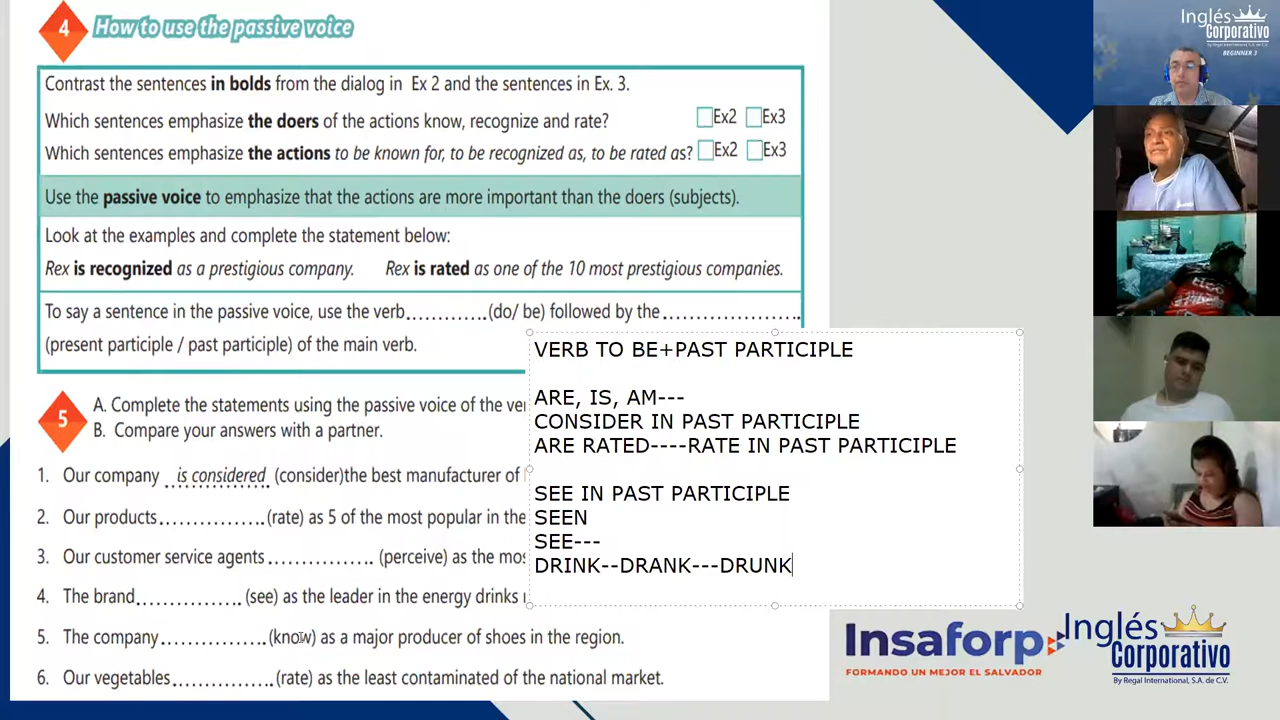 4 How to use the passive voice
Contrast the sentences in bolds from the dialog in Ex 2 and the sentences in Ex. 3.
Which sentences emphasize the doers of the actions know, recognize and rate? Ex2 Ex3
Which sentences emphasize the actions to be known for, to be recognized as, to be rated as? Ex2 Ex3
Use the passive voice to emphasize that the actions are more important than the doers (subjects).
Look at the examples and complete the statement below:
Rex is recognized as a prestigious company. Rex is rated as one of the 10 most prestigious companies.
To say a sentence in the passive voice, use the verb............(do/ be) followed by the .....................
(present participle / past participle) of the main verb.
5 A. Complete the statements using the passive voice of the
B. Compare your answers with a partner.
1. Our company is considered (consider)the best manufacturer of
2. Our products...............(rate) as 5 of the most popular in the
3. Our customer service agents ............... (perceive) as the
4. The brand............... (see) as the leader in the energy drinks
5. The company...............(know) as a major producer of shoes in the region.
6. Our vegetables...............(rate) as the least contaminated of the national market.
VERB TO BE+PAST PARTICIPLE
ARE, IS, AM---
CONSIDER IN PAST PARTICIPLE
ARE RATED----RATE IN PAST PARTICIPLE
SEE IN PAST PARTICIPLE
SEEN
SEE---
DRINK--DRANK---DRUNK
Insaforp
FORMANDO UN MEJOR EL SALVADOR
Inglés
Corporativo
By Regal International, S.A. de C.V.
Inglés
Corporativo
By Regal International, S.A. de C.V.
BEGINNER 3